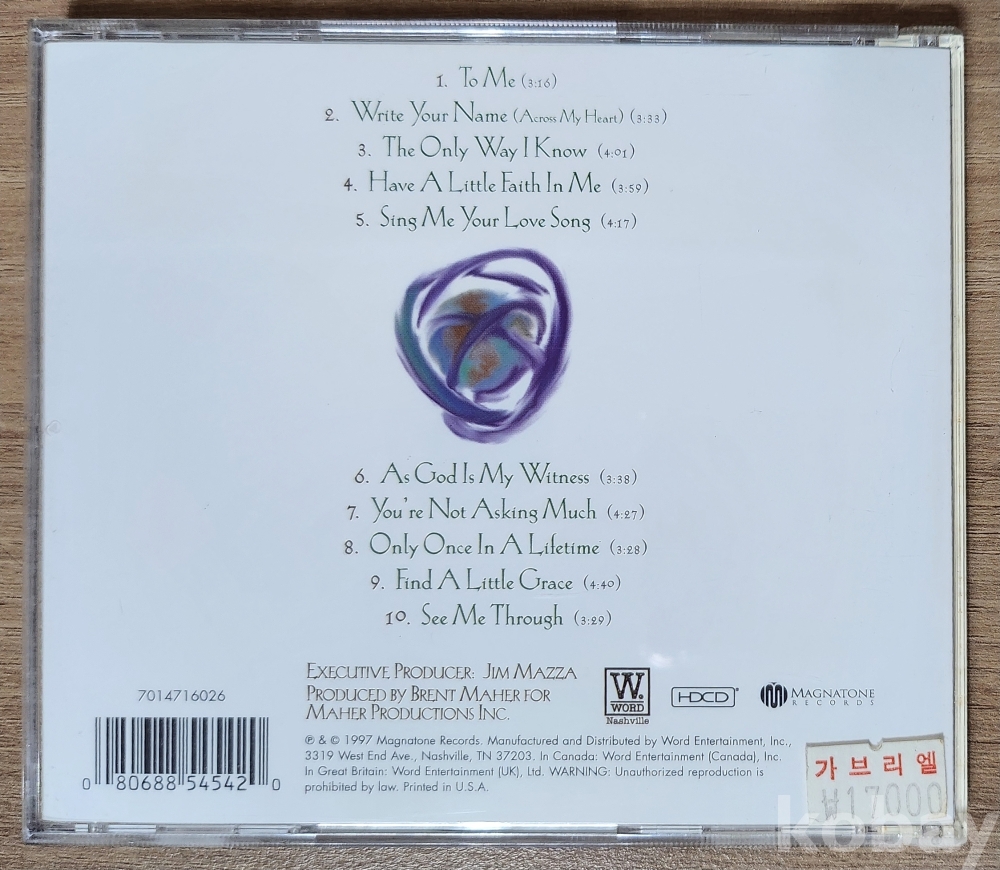 1. To Me (3:16)
2. Write Your Name (Across My Heart) (3:33)
3. The Only Way I Know (4:01)
4. Have A Little Faith In Me (3:59)
5. Sing Me Your Love Song (4:17)
6. As God Is My Witness (3:38)
7. You're Not Asking Much (4:27)
8. Only Once In A Lifetime (3:28)
9. Find A Little Grace (4:40)
10. See Me Through (3:29)
Executive Producer: Jim Mazza
Produced by Brent Maher for
Maher Productions Inc.
W.
WORD
Nashville
HDCD®
MAGNATONE
RECORDS
7014716026
0 80688 54542 0
℗ & © 1997 Magnatone Records. Manufactured and Distributed by Word Entertainment, Inc.,
3319 West End Ave., Nashville, TN 37203. In Canada: Word Entertainment (Canada), Inc.
In Great Britain: Word Entertainment (UK), Ltd. WARNING: Unauthorized reproduction is
prohibited by law. Printed in U.S.A.
가브리엘
₩17000
kobay